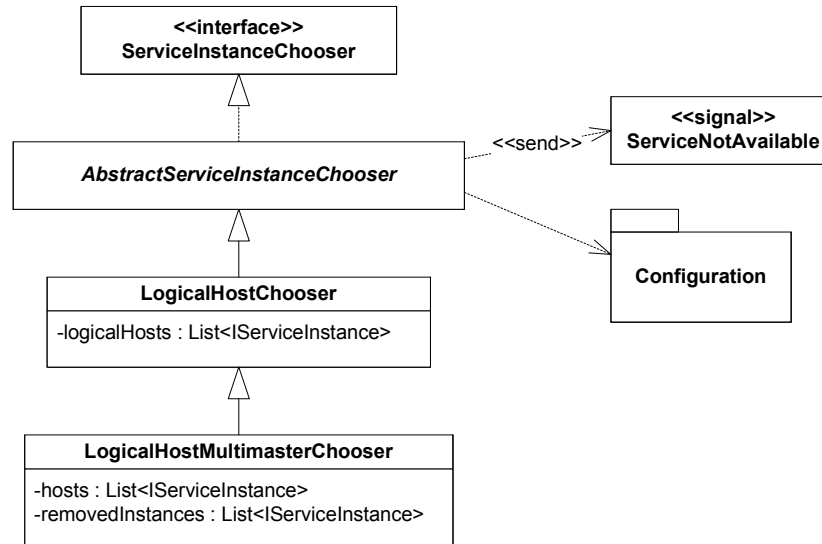 <<interface>>
ServiceInstanceChooser
<<signal>>
ServiceNotAvailable
<<send>>
AbstractServiceInstanceChooser
Configuration
LogicalHostChooser
-logicalHosts : List<IServiceInstance>
LogicalHostMultimasterChooser
-hosts : List<IServiceInstance>
-removedInstances : List<IServiceInstance>